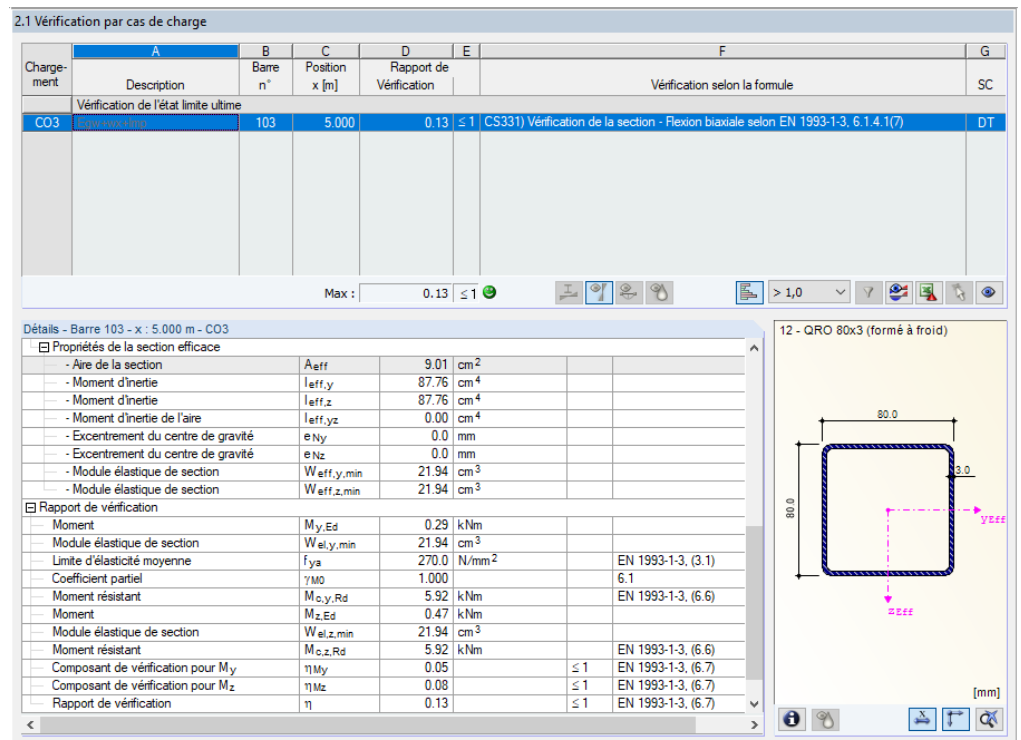 2.1 Vérification par cas de charge
A B C D E F G
Charge- Barre Position Rapport de
ment Description n° x [m] Vérification Vérification selon la formule SC
Vérification de l'état limite ultime
CO3 Egw+wx+Imp 103 5.000 0.13 ≤ 1 CS331) Vérification de la section - Flexion biaxiale selon EN 1993-1-3, 6.1.4.1(7) DT
Max : 0.13 ≤ 1 > 1,0
Détails - Barre 103 - x : 5.000 m - CO3
Propriétés de la section efficace
- Aire de la section Aeff 9.01 cm2
- Moment d'inertie Ieff,y 87.76 cm4
- Moment d'inertie Ieff,z 87.76 cm4
- Moment d'inertie de l'aire Ieff,yz 0.00 cm4
- Excentrement du centre de gravité eNy 0.0 mm
- Excentrement du centre de gravité eNz 0.0 mm
- Module élastique de section Weff,y,min 21.94 cm3
- Module élastique de section Weff,z,min 21.94 cm3
Rapport de vérification
Moment My,Ed 0.29 kNm
Module élastique de section Wel,y,min 21.94 cm3
Limite d'élasticité moyenne fya 270.0 N/mm2 EN 1993-1-3, (3.1)
Coefficient partiel γM0 1.000 6.1
Moment résistant Mc,y,Rd 5.92 kNm EN 1993-1-3, (6.6)
Moment Mz,Ed 0.47 kNm
Module élastique de section Wel,z,min 21.94 cm3
Moment résistant Mc,z,Rd 5.92 kNm EN 1993-1-3, (6.6)
Composant de vérification pour My ηMy 0.05 ≤ 1 EN 1993-1-3, (6.7)
Composant de vérification pour Mz ηMz 0.08 ≤ 1 EN 1993-1-3, (6.7)
Rapport de vérification η 0.13 ≤ 1 EN 1993-1-3, (6.7)
12 - QRO 80x3 (formé à froid)
80.0
3.0
80.0
yEff
zEff
[mm]